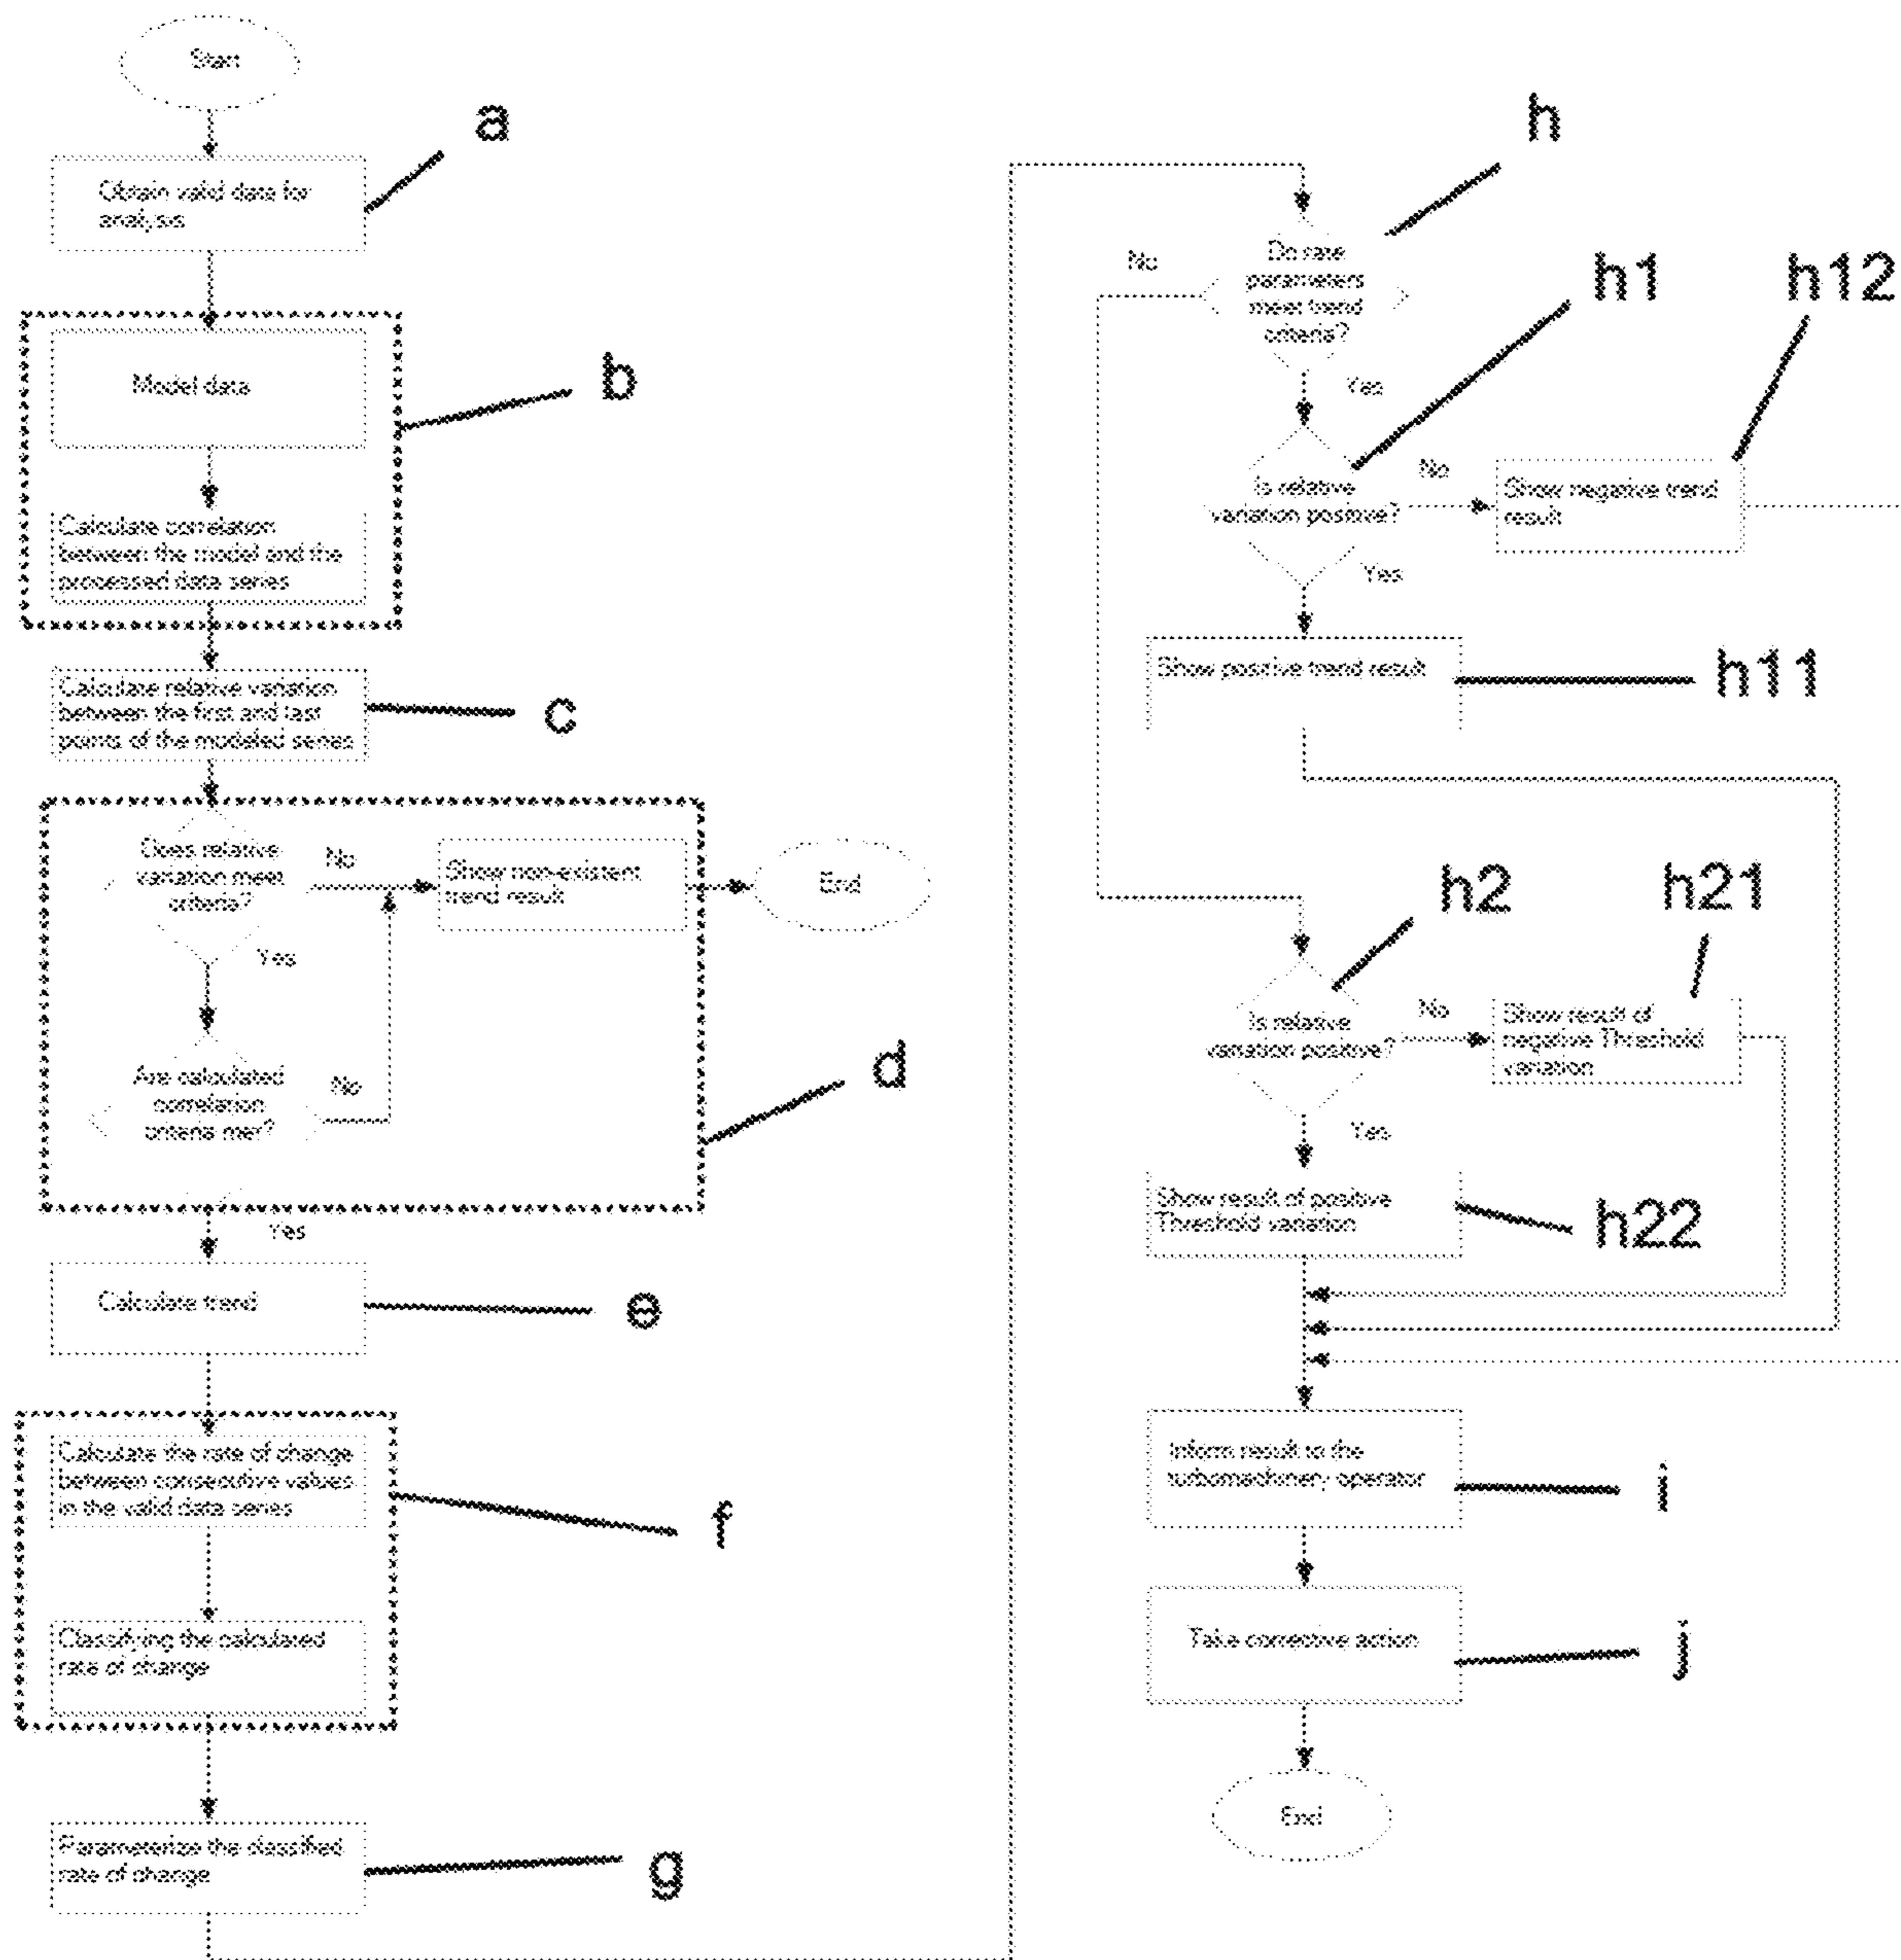 Start
a
Obtain valid data for
analysis
Model data
b
Calculate correlation
between the model and the
processed data series
Calculate relative variation
between the first and last
points of the modeled series
c
Does relative
variation meet
criteria?
No
Show non-existent
trend result
End
Yes
Are calculated
correlation
criteria met?
No
d
Yes
Calculate trend
e
Calculate the rate of change
between consecutive values
in the valid data series
f
Classifying the calculated
rate of change
Parameterize the classified
rate of change
g
h
Do rate
parameters
meet trend
criteria?
No
Yes
h1
h12
Is relative
variation positive?
No
Show negative trend
result
Yes
Show positive trend result
h11
h2
h21
Is relative
variation positive?
No
Show result of
negative Threshold
variation
Yes
Show result of positive
Threshold variation
h22
Inform result to the
turbomachinery operator
i
Take corrective action
j
End